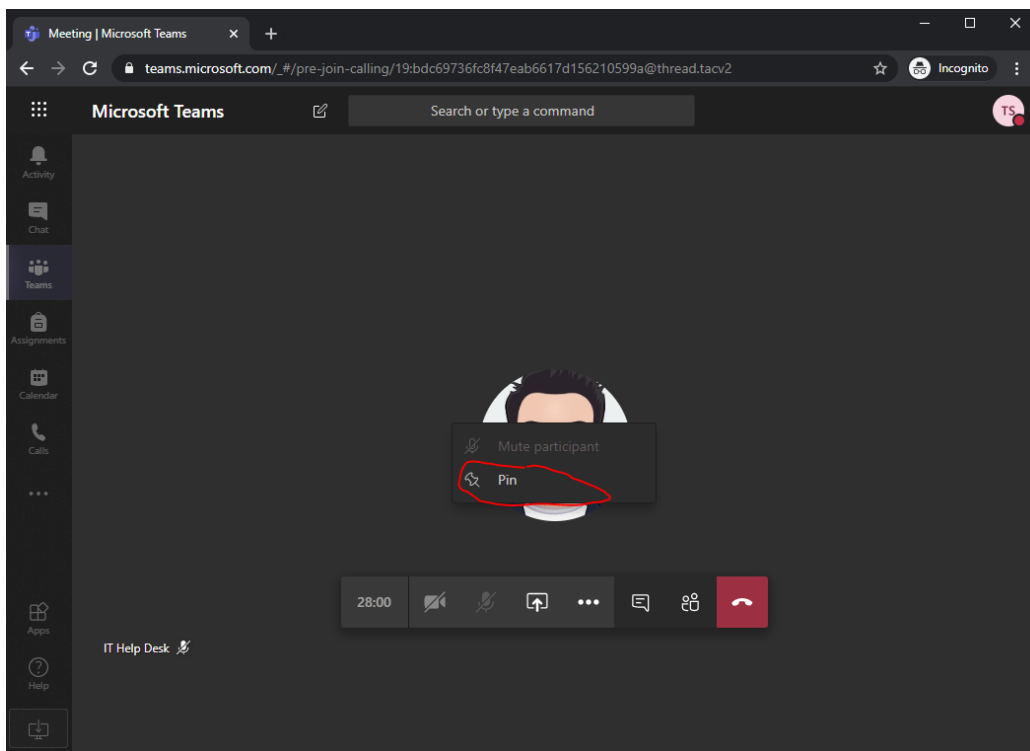 Meeting | Microsoft Teams
teams.microsoft.com/_#/pre-join-calling/19:bdc69736fc8f47eab6617d156210599a@thread.tacv2
Incognito
Microsoft Teams
Search or type a command
TS
Activity
Chat
Teams
Assignments
Calendar
Calls
Mute participant
Pin
28:00
Apps
IT Help Desk
Help